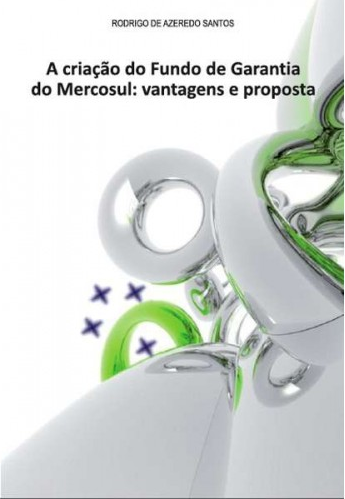 RODRIGO DE AZEREDO SANTOS
A criação do Fundo de Garantia
do Mercosul: vantagens e proposta